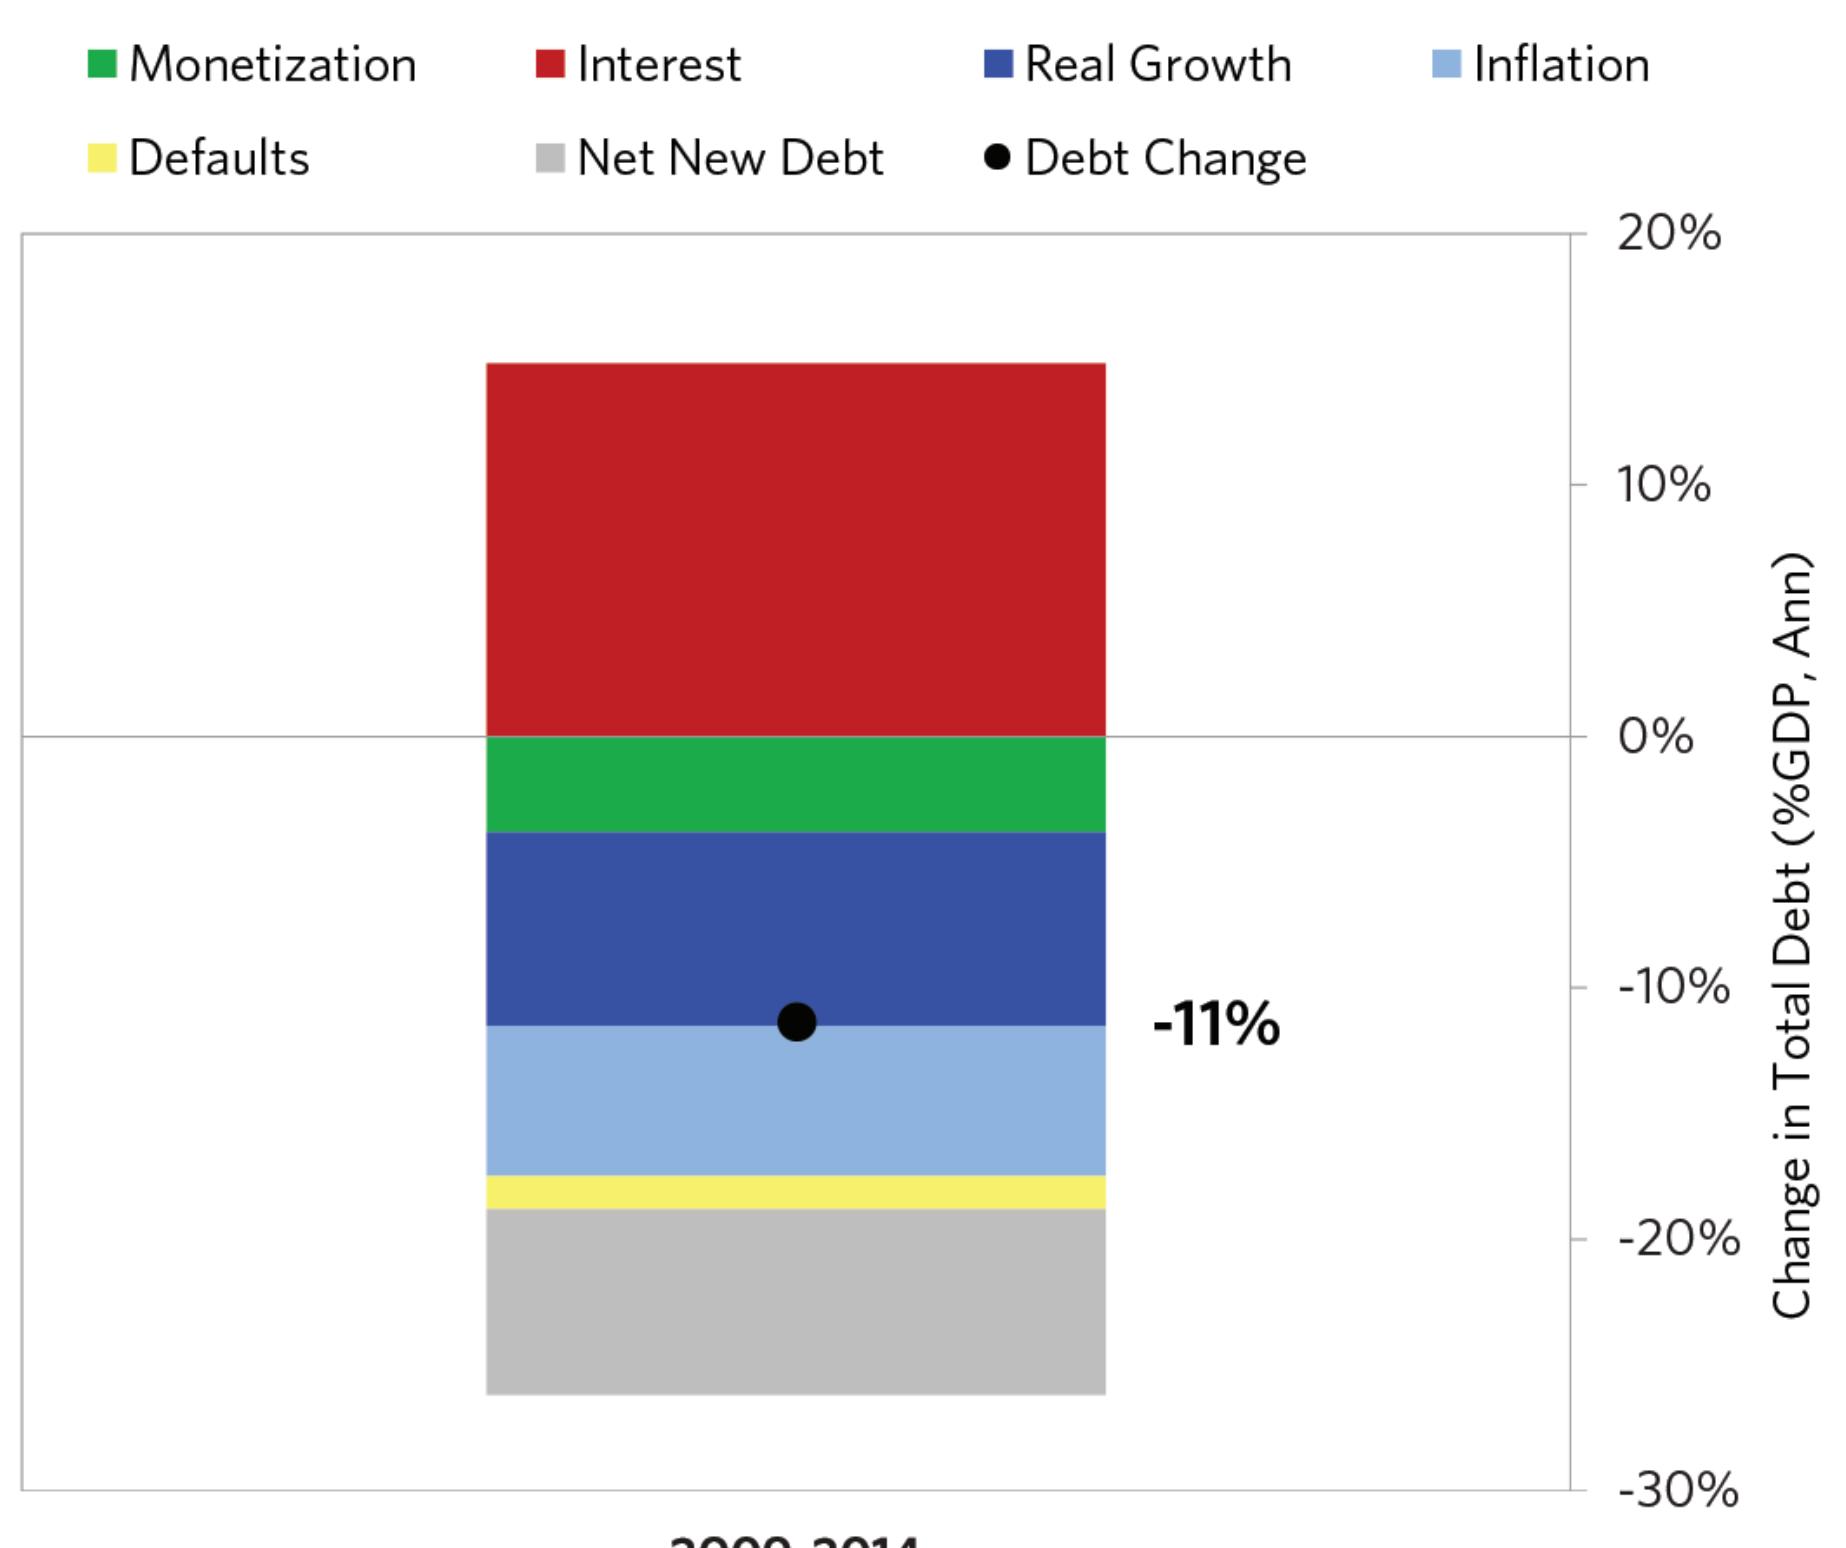 Monetization Interest Real Growth Inflation
Defaults Net New Debt Debt Change
20%
10%
0%
-10%
-20%
-30%
Change in Total Debt (%GDP, Ann)
-11%